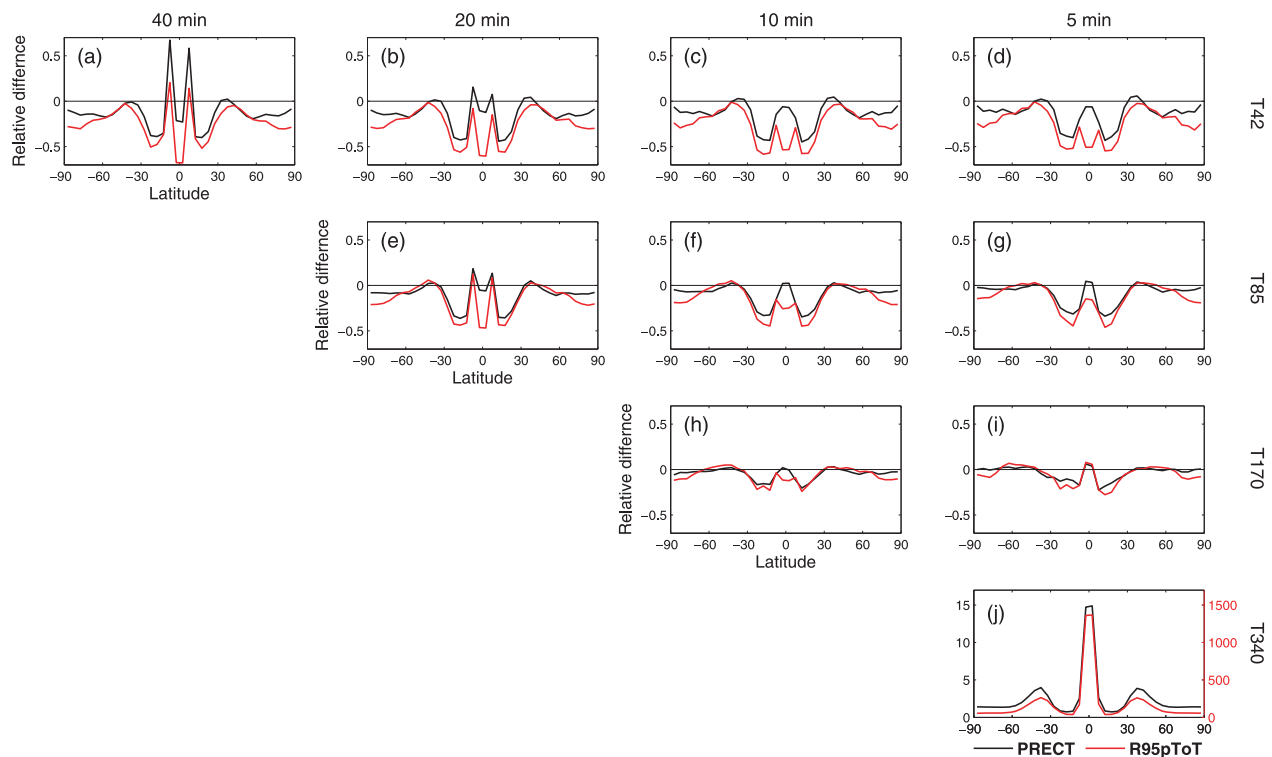 40 min 20 min 10 min 5 min
(a) (b) (c) (d)
0.5 0.5 0.5 0.5
0 0 0 0
−0.5 −0.5 −0.5 −0.5
Relative differnce
T42
−90 −60 −30 0 30 60 90 −90 −60 −30 0 30 60 90 −90 −60 −30 0 30 60 90 −90 −60 −30 0 30 60 90
Latitude
(e) (f) (g)
0.5 0.5 0.5
0 0 0
−0.5 −0.5 −0.5
Relative differnce
T85
−90 −60 −30 0 30 60 90 −90 −60 −30 0 30 60 90 −90 −60 −30 0 30 60 90
Latitude
(h) (i)
0.5 0.5
0 0
−0.5 −0.5
Relative differnce
T170
−90 −60 −30 0 30 60 90 −90 −60 −30 0 30 60 90
Latitude
(j)
15 1500
10 1000
5 500
0 0
T340
−90 −60 −30 0 30 60 90
PRECT R95pToT